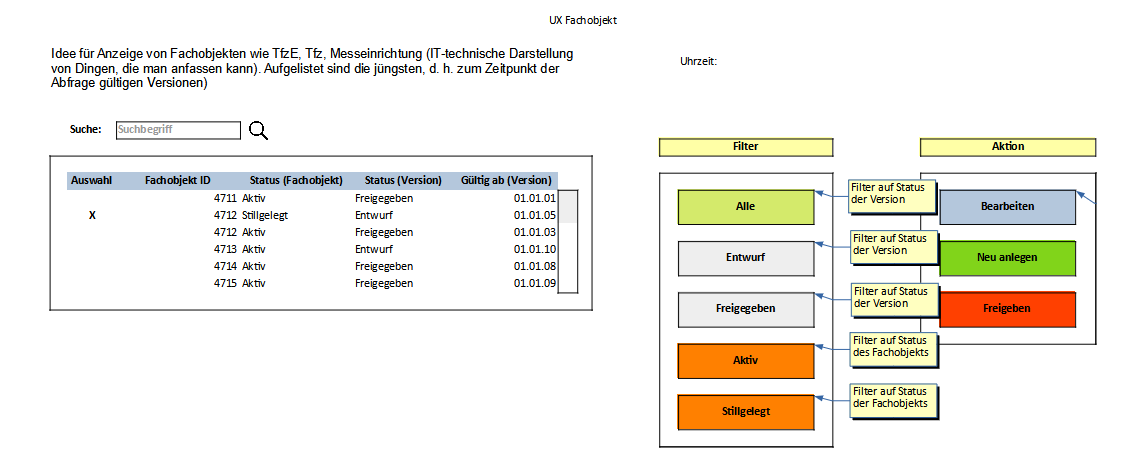 UX Fachobjekt
Idee für Anzeige von Fachobjekten wie TfzE, Tfz, Messeinrichtung (IT-technische Darstellung
von Dingen, die man anfassen kann). Aufgelistet sind die jüngsten, d. h. zum Zeitpunkt der
Abfrage gültigen Versionen)
Uhrzeit:
Suche: Suchbegriff
Auswahl Fachobjekt ID Status (Fachobjekt) Status (Version) Gültig ab (Version)
4711 Aktiv Freigegeben 01.01.01
X 4712 Stillgelegt Entwurf 01.01.05
4712 Aktiv Freigegeben 01.01.03
4713 Aktiv Entwurf 01.01.10
4714 Aktiv Freigegeben 01.01.08
4715 Aktiv Freigegeben 01.01.09
Filter
Alle
Entwurf
Freigegeben
Aktiv
Stillgelegt
Filter auf Status
der Version
Filter auf Status
der Version
Filter auf Status
der Version
Filter auf Status
des Fachobjekts
Filter auf Status
der Fachobjekts
Aktion
Bearbeiten
Neu anlegen
Freigeben